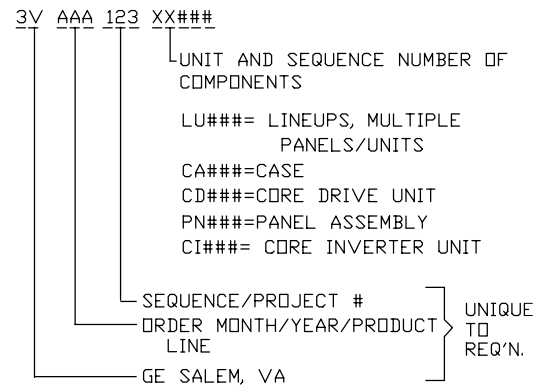 3V AAA 123 XX###
UNIT AND SEQUENCE NUMBER OF
COMPONENTS
LU###= LINEUPS, MULTIPLE
PANELS/UNITS
CA###=CASE
CD###=CORE DRIVE UNIT
PN###=PANEL ASSEMBLY
CI###= CORE INVERTER UNIT
SEQUENCE/PROJECT #
ORDER MONTH/YEAR/PRODUCT
LINE
GE SALEM, VA
UNIQUE
TO
REQ'N.